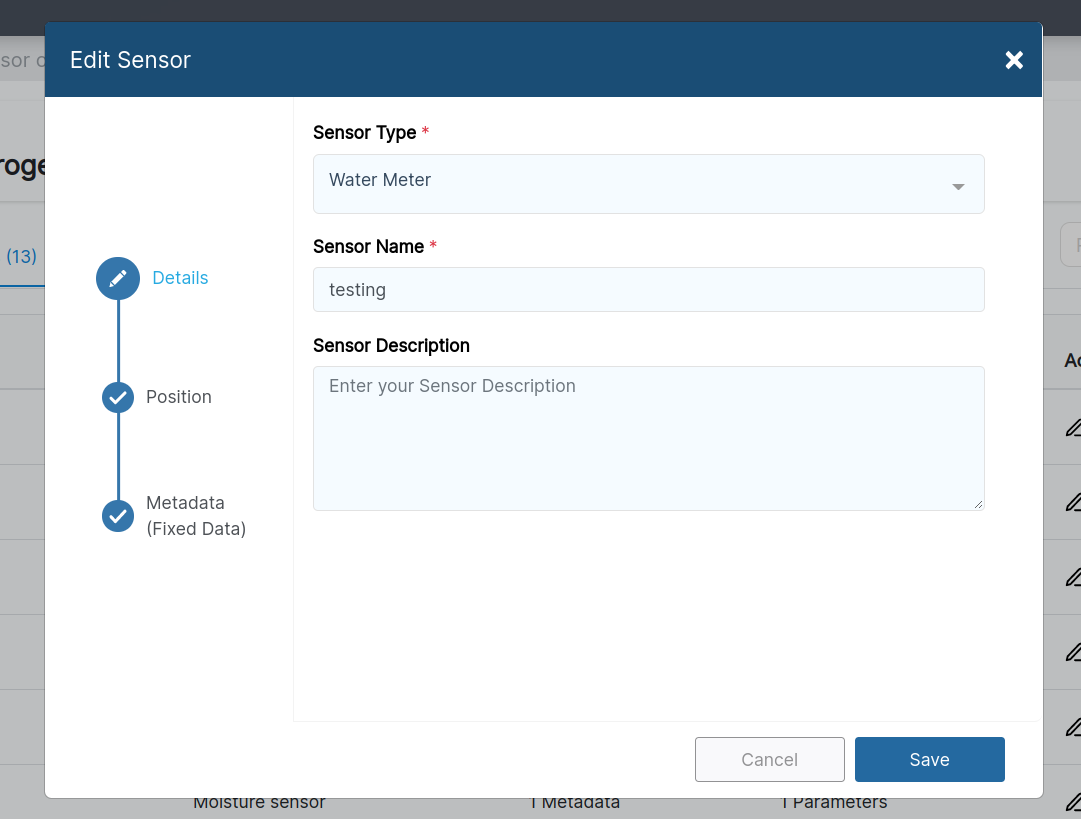 Edit Sensor
sor
roge
(13)
Sensor Type *
Water Meter
Sensor Name *
testing
Sensor Description
Enter your Sensor Description
Details
Position
Metadata
(Fixed Data)
Cancel
Save
Moisture sensor
1 Metadata
1 Parameters